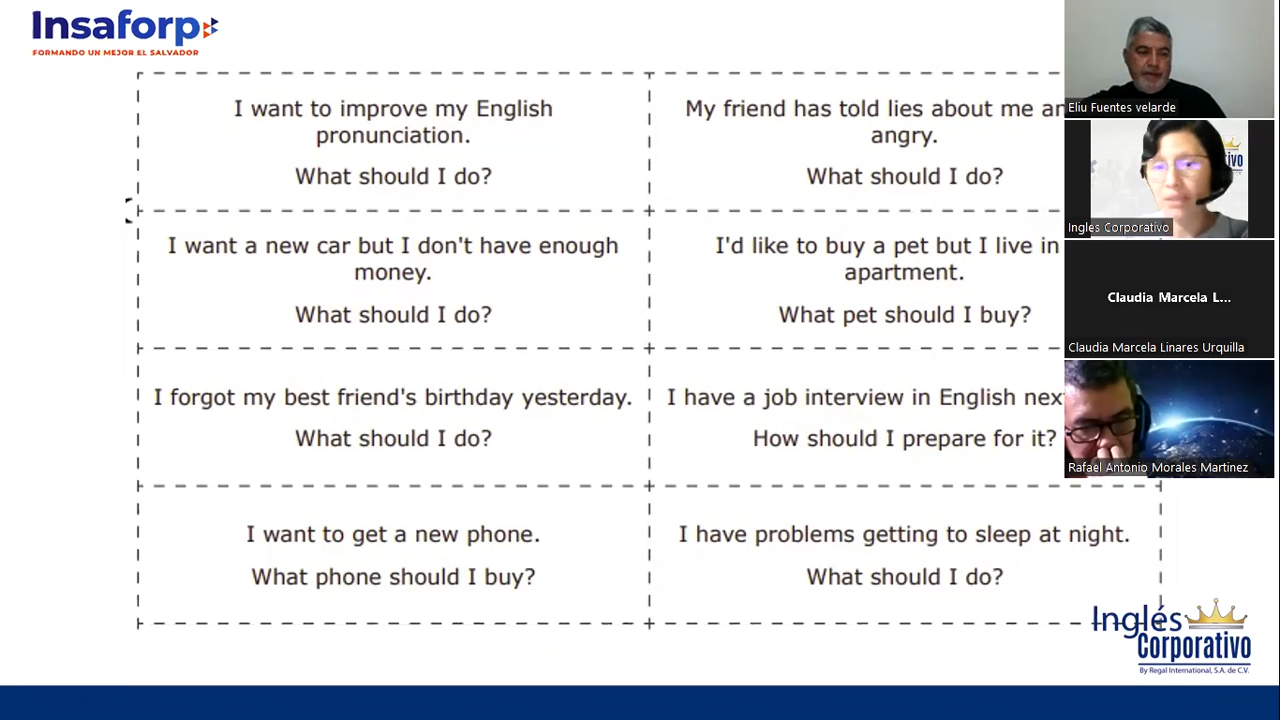 Insaforp
FORMANDO UN MEJOR EL SALVADOR
I want to improve my English
pronunciation.
What should I do?
My friend has told lies about me an
angry.
What should I do?
I want a new car but I don't have enough
money.
What should I do?
I'd like to buy a pet but I live in
apartment.
What pet should I buy?
I forgot my best friend's birthday yesterday.
What should I do?
I have a job interview in English nex
How should I prepare for it?
I want to get a new phone.
What phone should I buy?
I have problems getting to sleep at night.
What should I do?
Eliu Fuentes velarde
Ingles Corporativo
Claudia Marcela L...
Claudia Marcela Linares Urquilla
Rafael Antonio Morales Martinez
Inglés
Corporativo
By Regal International, S.A. de C.V.